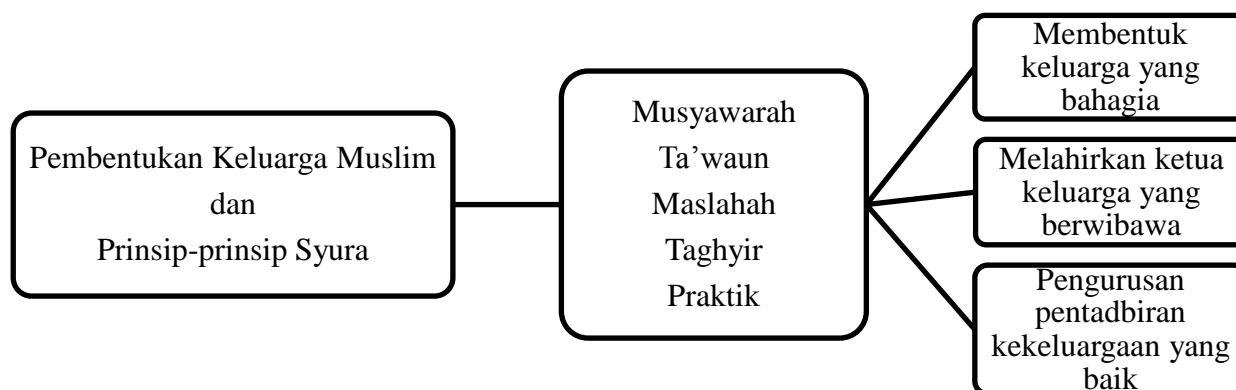 Pembentukan Keluarga Muslim
dan
Prinsip-prinsip Syura
Musyawarah
Ta’waun
Maslahah
Taghyir
Praktik
Membentuk
keluarga yang
bahagia
Melahirkan ketua
keluarga yang
berwibawa
Pengurusan
pentadbiran
kekeluargaan yang
baik